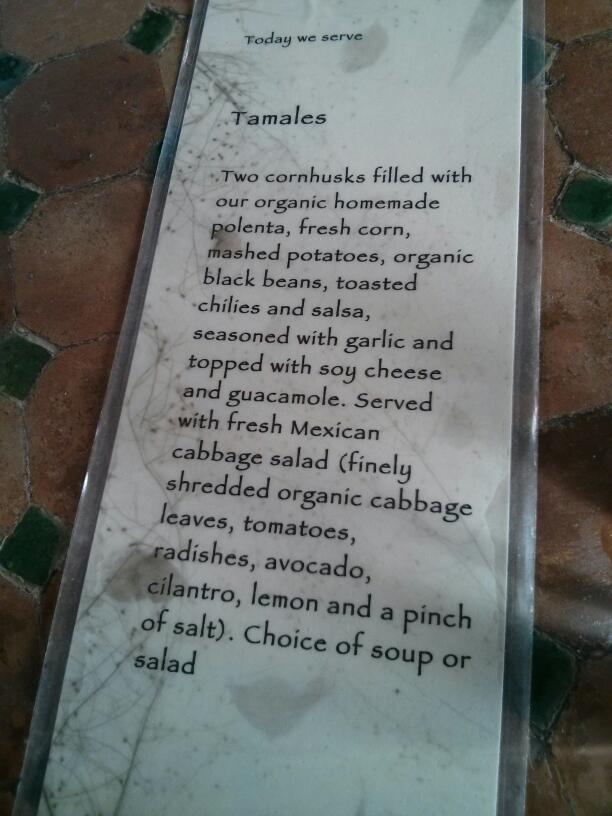 Today we serve
Tamales
Two cornhusks filled with
our organic homemade
polenta, fresh corn,
mashed potatoes, organic
black beans, toasted
chilies and salsa,
seasoned with garlic and
topped with soy cheese
and guacamole. Served
with fresh Mexican
cabbage salad (finely
shredded organic cabbage
leaves, tomatoes,
radishes, avocado,
cilantro, lemon and a pinch
of salt). Choice of soup or
salad